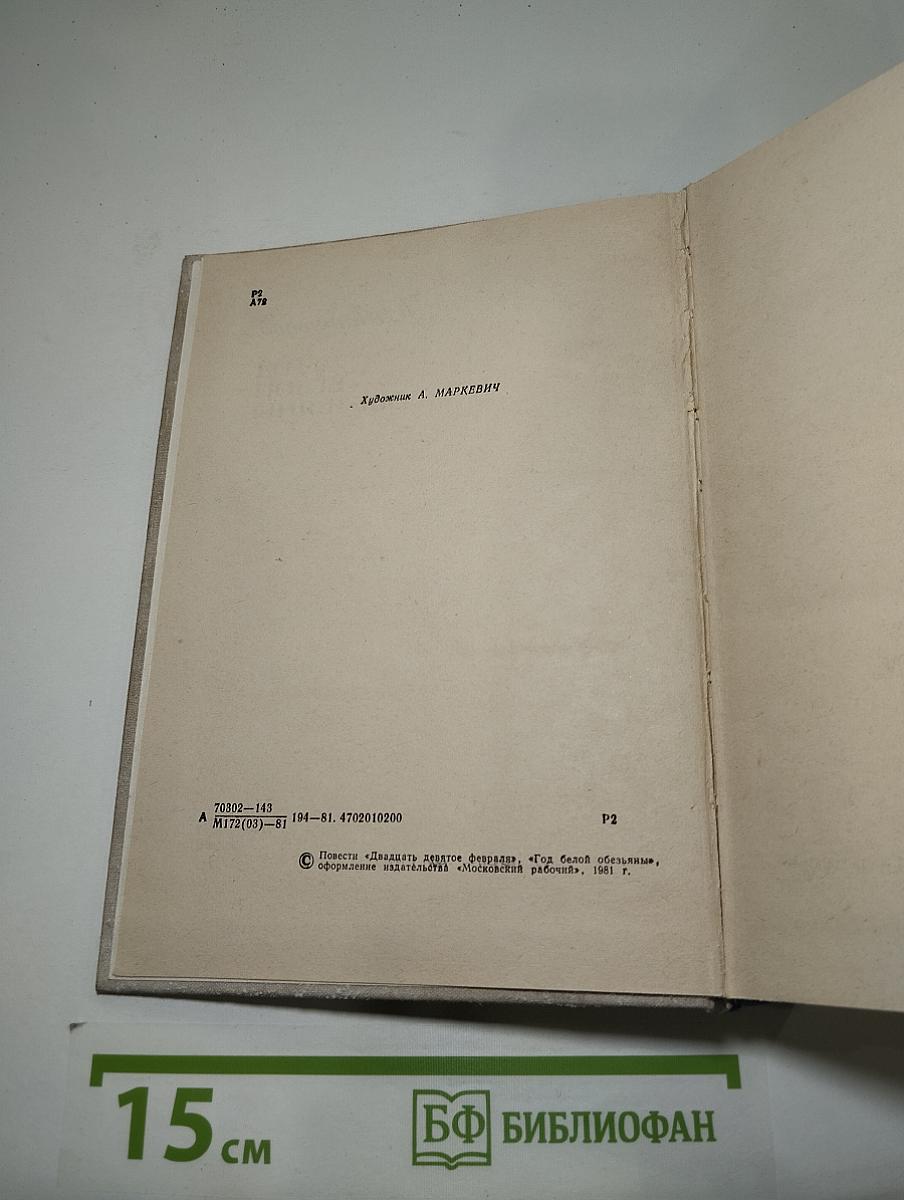 Р2
А72
Художник А. МАРКЕВИЧ
А 70302—143
М172(03)—81 194—81. 4702010200
Р2
© Повести «Двадцать девятое февраля», «Год белой обезьяны»,
оформление издательства «Московский рабочий», 1981 г.
15 см
БФ БИБЛИОФАН